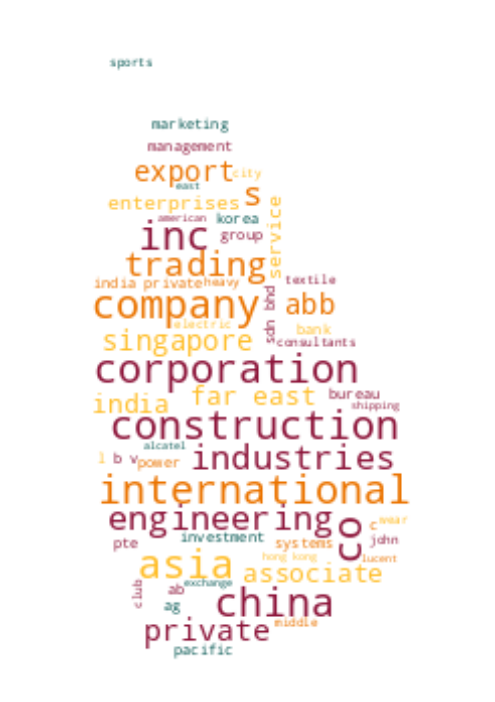 sports
marketing
management
export city
east
enterprises s
american korea
inc group service
trading
india private heavy textile
company sdn bhd abb
electric bank
singapore consultants
corporation
india far east bureau
shipping
construction
alcatel
l b v power industries
international
engineering co c wear
pte investment systems john
hong kong lucent
asia associate
club ab exchange
ag china
private middle
pacific